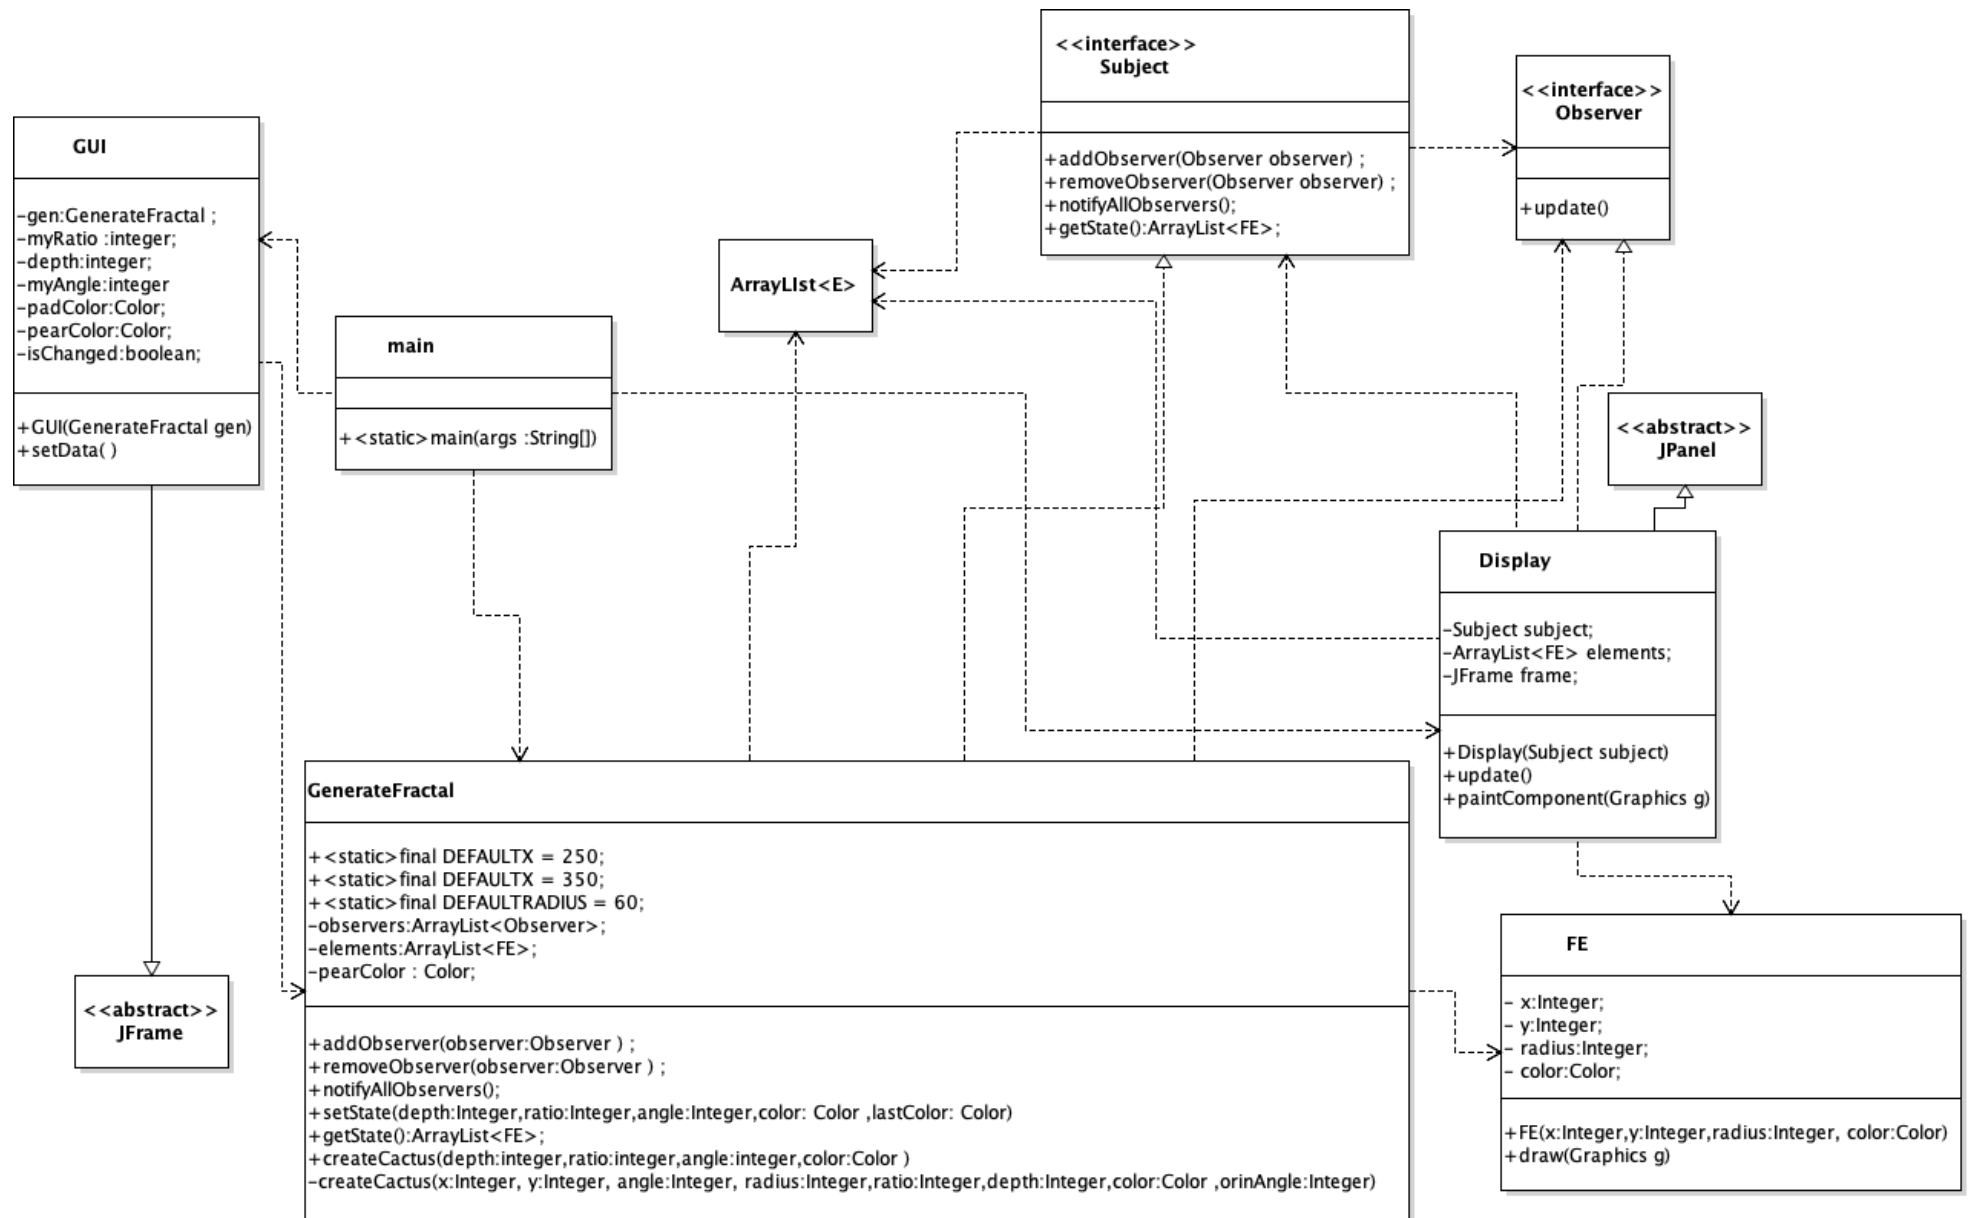 <<interface>>
Subject
+addObserver(Observer observer) ;
+removeObserver(Observer observer) ;
+notifyAllObservers();
+getState():ArrayList<FE>;
<<interface>>
Observer
+update()
GUI
-gen:GenerateFractal ;
-myRatio :integer;
-depth:integer;
-myAngle:integer
-padColor:Color;
-pearColor:Color;
-isChanged:boolean;
+GUI(GenerateFractal gen)
+setData( )
ArrayLIst<E>
main
+<static>main(args :String[])
<<abstract>>
JPanel
Display
-Subject subject;
-ArrayList<FE> elements;
-JFrame frame;
+Display(Subject subject)
+update()
+paintComponent(Graphics g)
GenerateFractal
+<static>final DEFAULTX = 250;
+<static>final DEFAULTX = 350;
+<static>final DEFAULTRADIUS = 60;
-observers:ArrayList<Observer>;
-elements:ArrayList<FE>;
-pearColor : Color;
+addObserver(observer:Observer ) ;
+removeObserver(observer:Observer ) ;
+notifyAllObservers();
+setState(depth:Integer,ratio:Integer,angle:Integer,color: Color ,lastColor: Color)
+getState():ArrayList<FE>;
+createCactus(depth:integer,ratio:integer,angle:integer,color:Color )
-createCactus(x:Integer, y:Integer, angle:Integer, radius:Integer,ratio:Integer,depth:Integer,color:Color ,orinAngle:Integer)
<<abstract>>
JFrame
FE
- x:Integer;
- y:Integer;
- radius:Integer;
- color:Color;
+FE(x:Integer,y:Integer,radius:Integer, color:Color)
+draw(Graphics g)